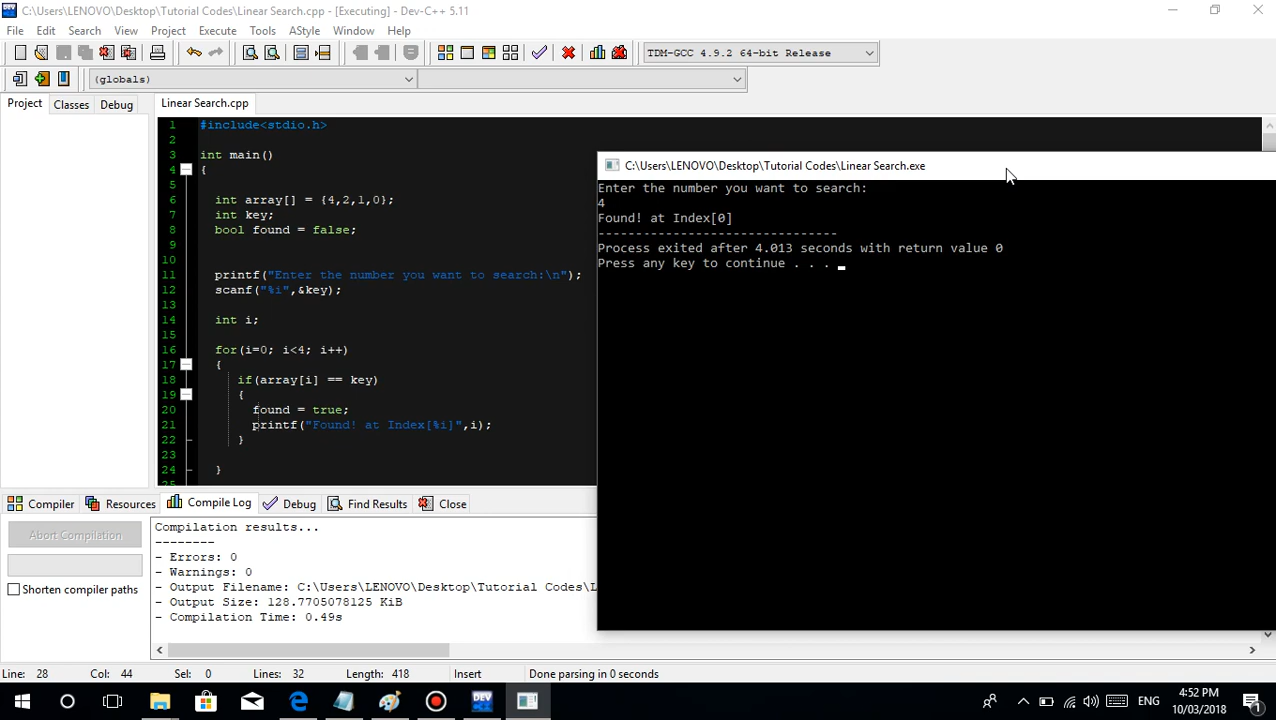 C:\Users\LENOVO\Desktop\Tutorial Codes\Linear Search.cpp - [Executing] - Dev-C++ 5.11
File Edit Search View Project Execute Tools AStyle Window Help
TDM-GCC 4.9.2 64-bit Release
(globals)
Project Classes Debug
Linear Search.cpp
1 #include<stdio.h>
2
3 int main()
4 {
5
6 int array[] = {4,2,1,0};
7 int key;
8 bool found = false;
9
10
11 printf("Enter the number you want to search:\n");
12 scanf("%i",&key);
13
14 int i;
15
16 for(i=0; i<4; i++)
17 {
18 if(array[i] == key)
19 {
20 found = true;
21 printf("Found! at Index[%i]",i);
22 }
23
24 }
25
C:\Users\LENOVO\Desktop\Tutorial Codes\Linear Search.exe
Enter the number you want to search:
4
Found! at Index[0]
--------------------------------
Process exited after 4.013 seconds with return value 0
Press any key to continue . . .
Compiler Resources Compile Log Debug Find Results Close
Abort Compilation
Shorten compiler paths
Compilation results...
--------
- Errors: 0
- Warnings: 0
- Output Filename: C:\Users\LENOVO\Desktop\Tutorial Codes\L
- Output Size: 128.7705078125 KiB
- Compilation Time: 0.49s
Line: 28 Col: 44 Sel: 0 Lines: 32 Length: 418 Insert Done parsing in 0 seconds
DEV
ENG
4:52 PM
10/03/2018
1